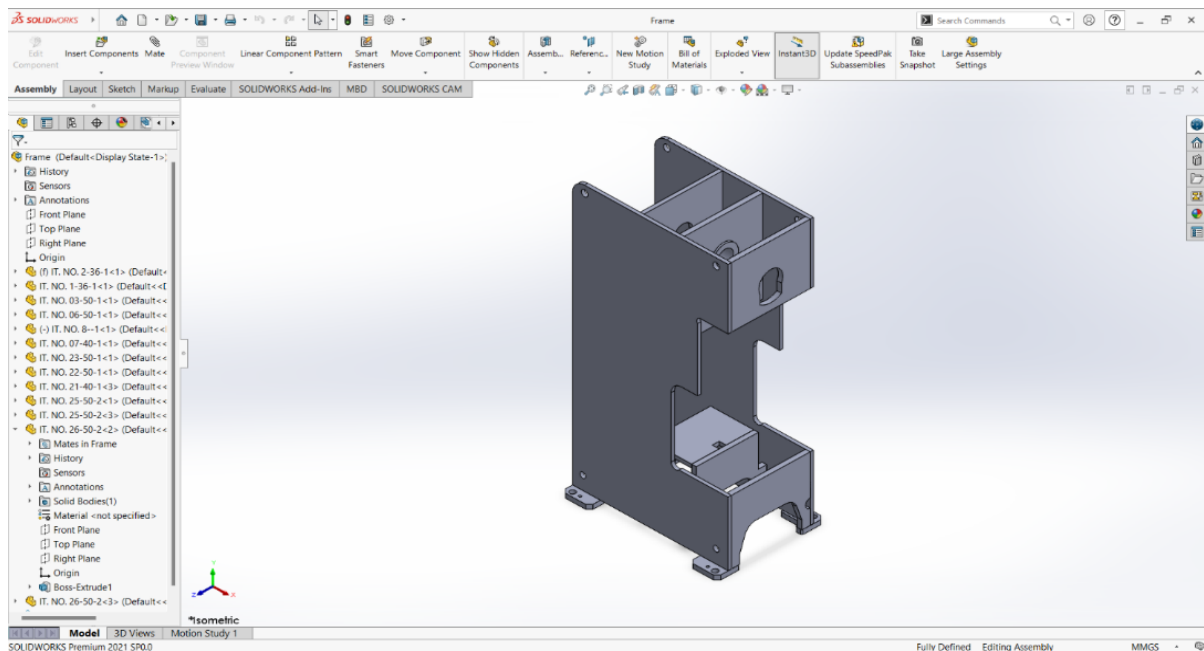 SOLIDWORKS
Frame
Search Commands
Edit Component
Insert Components
Mate
Component Preview Window
Linear Component Pattern
Smart Fasteners
Move Component
Show Hidden Components
Assemb...
Referenc...
New Motion Study
Bill of Materials
Exploded View
Instant3D
Update SpeedPak Subassemblies
Take Snapshot
Large Assembly Settings
Assembly Layout Sketch Markup Evaluate SOLIDWORKS Add-Ins MBD SOLIDWORKS CAM
Frame (Default<Display State-1>)
History
Sensors
Annotations
Front Plane
Top Plane
Right Plane
Origin
(f) IT. NO. 2-36-1<1> (Default<
IT. NO. 1-36-1<1> (Default<<D
IT. NO. 03-50-1<1> (Default<<
IT. NO. 06-50-1<1> (Default<<
(-) IT. NO. 8--1<1> (Default<<
IT. NO. 07-40-1<1> (Default<<
IT. NO. 23-50-1<1> (Default<<
IT. NO. 22-50-1<1> (Default<<
IT. NO. 21-40-1<3> (Default<<
IT. NO. 25-50-2<1> (Default<<
IT. NO. 25-50-2<3> (Default<<
IT. NO. 26-50-2<2> (Default<<
Mates in Frame
History
Sensors
Annotations
Solid Bodies(1)
Material <not specified>
Front Plane
Top Plane
Right Plane
Origin
Boss-Extrude1
IT. NO. 26-50-2<3> (Default<<
*Isometric
Model 3D Views Motion Study 1
SOLIDWORKS Premium 2021 SP0.0
Fully Defined Editing Assembly MMGS